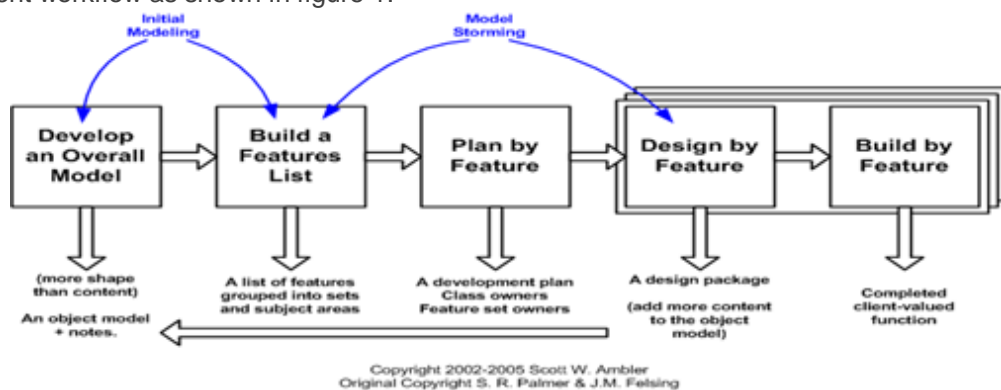 ent workflow as shown in figure 1.
Initial
Modeling
Model
Storming
Develop
an Overall
Model
Build a
Features
List
Plan by
Feature
Design by
Feature
Build by
Feature
(more shape
than content)
An object model
+ notes.
A list of features
grouped into sets
and subject areas
A development plan
Class owners
Feature set owners
A design package
(add more content
to the object
model)
Completed
client-valued
function
Copyright 2002-2005 Scott W. Ambler
Original Copyright S. R. Palmer & J.M. Felsing